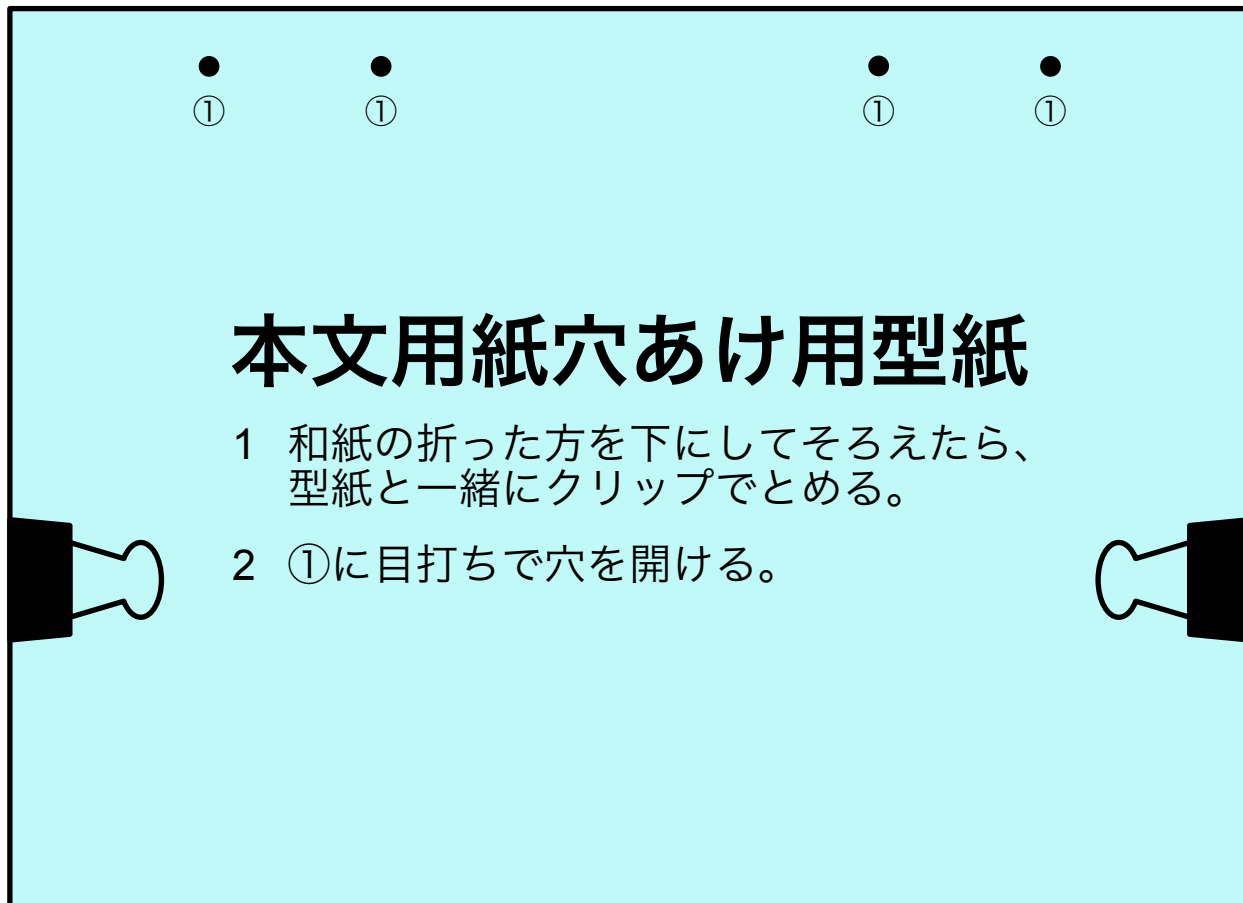 ① ① ① ①
本文用紙穴あけ用型紙
1 和紙の折った方を下にしてそろえたら、
型紙と一緒にクリップでとめる。
2 ①に目打ちで穴を開ける。